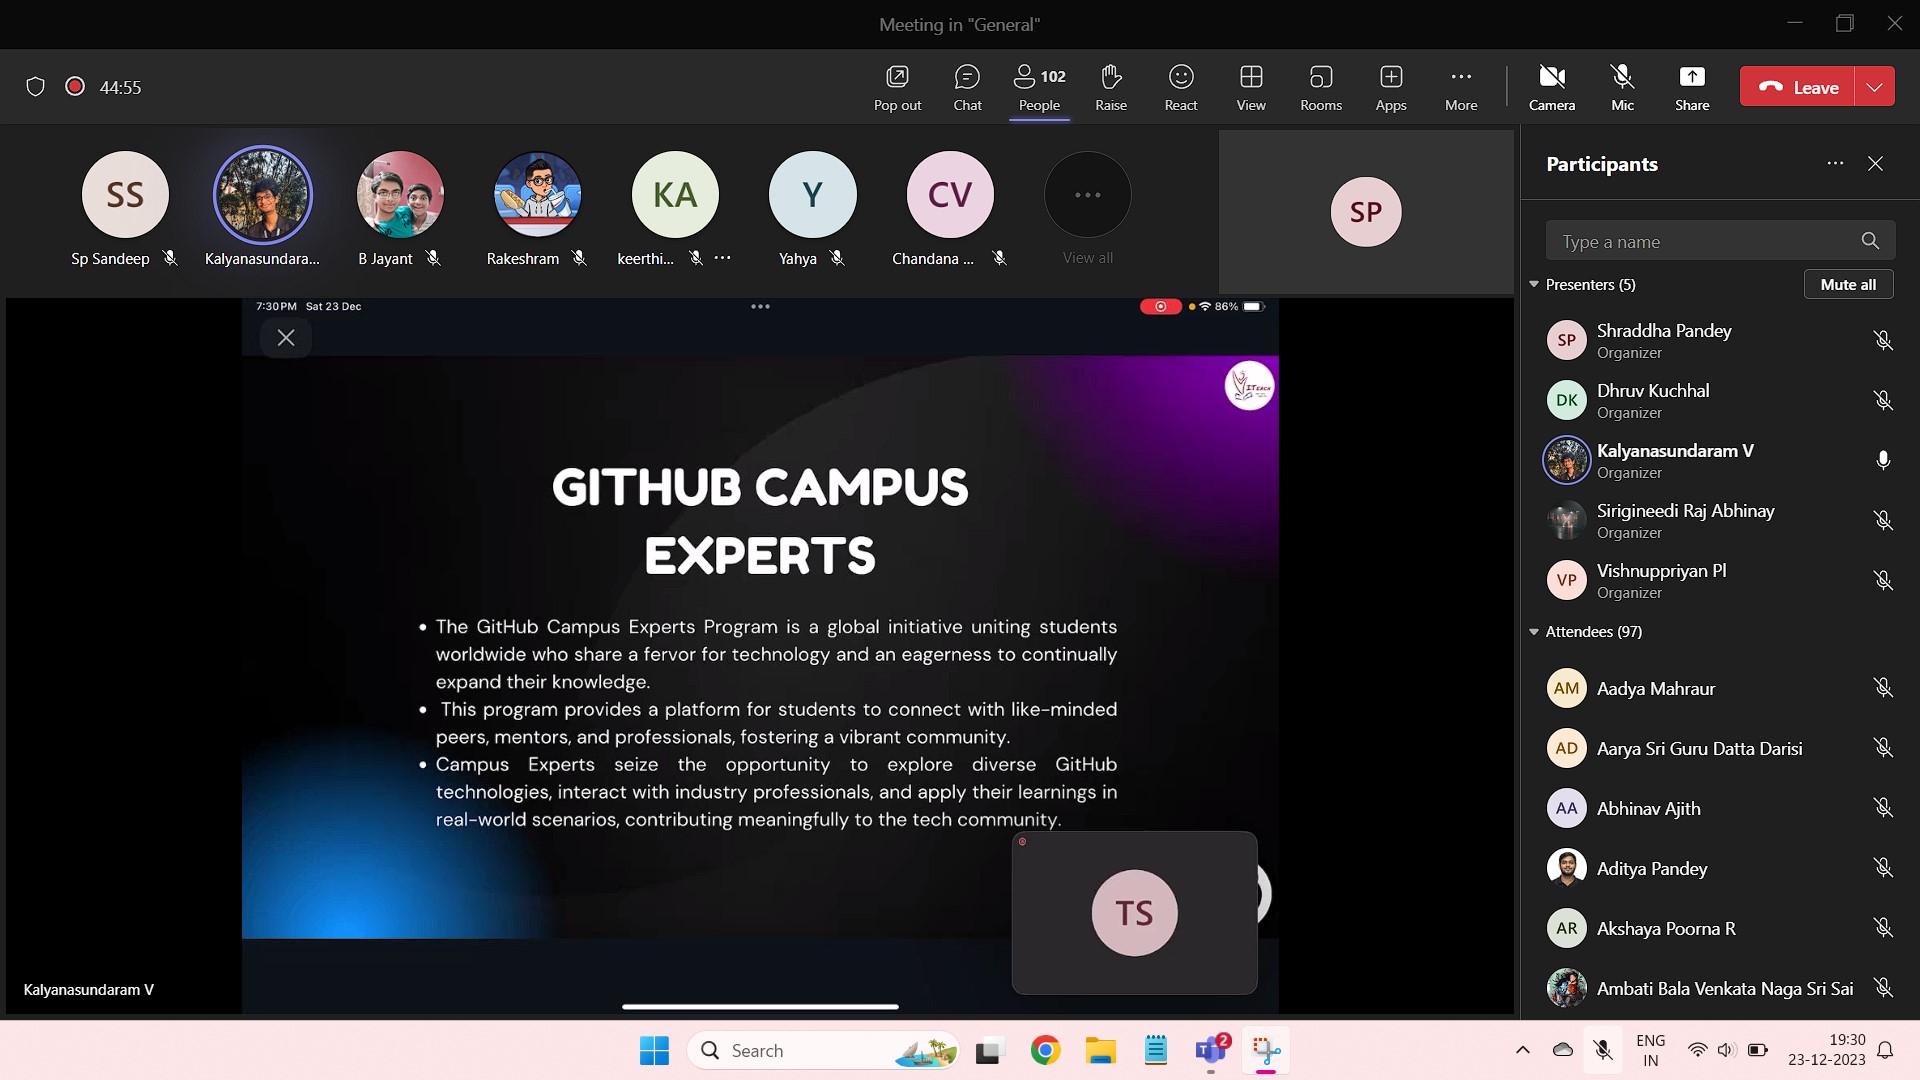 Meeting in "General"
44:55
Pop out
Chat
102
People
Raise
React
View
Rooms
Apps
More
Camera
Mic
Share
Leave
SS
Sp Sandeep
Kalyanasundara...
B Jayant
Rakeshram
KA
keerthi...
Y
Yahya
CV
Chandana ...
View all
SP
7:30 PM Sat 23 Dec
86%
ITEACH
GITHUB CAMPUS
EXPERTS
• The GitHub Campus Experts Program is a global initiative uniting students
worldwide who share a fervor for technology and an eagerness to continually
expand their knowledge.
• This program provides a platform for students to connect with like-minded
peers, mentors, and professionals, fostering a vibrant community.
• Campus Experts seize the opportunity to explore diverse GitHub
technologies, interact with industry professionals, and apply their learnings in
real-world scenarios, contributing meaningfully to the tech community.
TS
Kalyanasundaram V
Participants
Type a name
Presenters (5)
Mute all
SP
Shraddha Pandey
Organizer
DK
Dhruv Kuchhal
Organizer
Kalyanasundaram V
Organizer
Sirigineedi Raj Abhinay
Organizer
VP
Vishnuppriyan Pl
Organizer
Attendees (97)
AM Aadya Mahraur
AD Aarya Sri Guru Datta Darisi
AA Abhinav Ajith
Aditya Pandey
AR Akshaya Poorna R
Ambati Bala Venkata Naga Sri Sai
Search
2
ENG
IN
19:30
23-12-2023